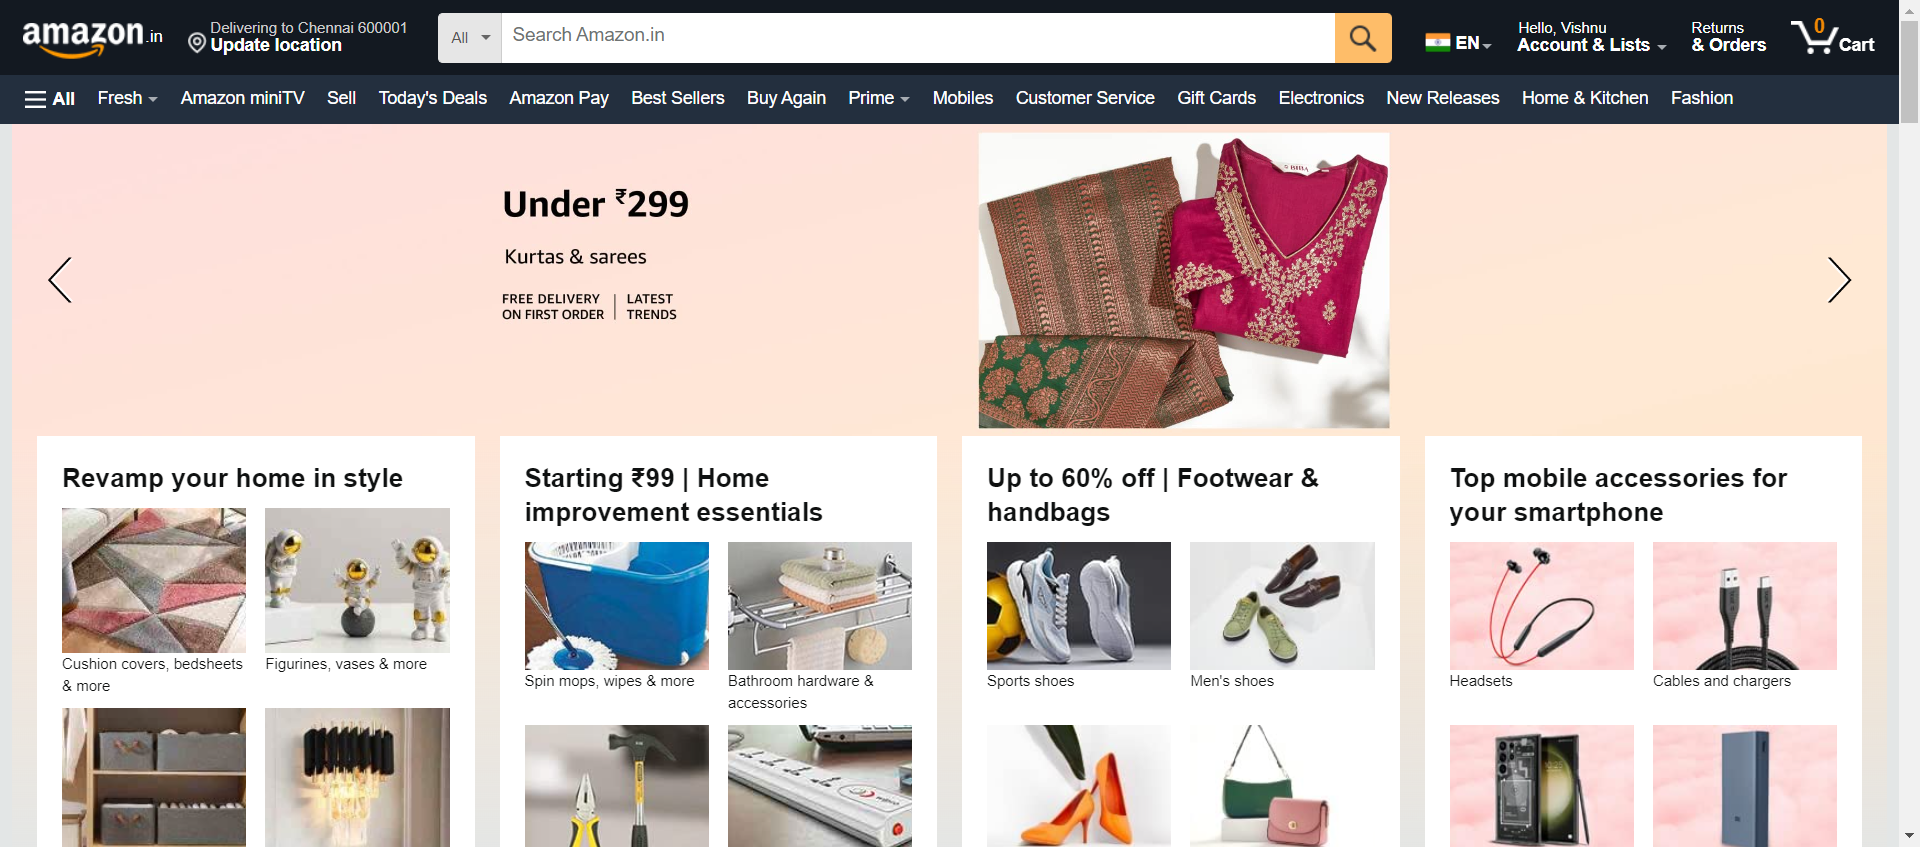 amazon.in
Delivering to Chennai 600001
Update location
All
Search Amazon.in
EN
Hello, Vishnu
Account & Lists
Returns
& Orders
0
Cart
All
Fresh
Amazon miniTV
Sell
Today's Deals
Amazon Pay
Best Sellers
Buy Again
Prime
Mobiles
Customer Service
Gift Cards
Electronics
New Releases
Home & Kitchen
Fashion
Under ₹299
Kurtas & sarees
FREE DELIVERY
ON FIRST ORDER
LATEST
TRENDS
BIBA
Revamp your home in style
Cushion covers, bedsheets
& more
Figurines, vases & more
Starting ₹99 | Home
improvement essentials
Spin mops, wipes & more
Bathroom hardware &
accessories
Up to 60% off | Footwear &
handbags
Sports shoes
Men's shoes
Top mobile accessories for
your smartphone
Headsets
Cables and chargers
wipro